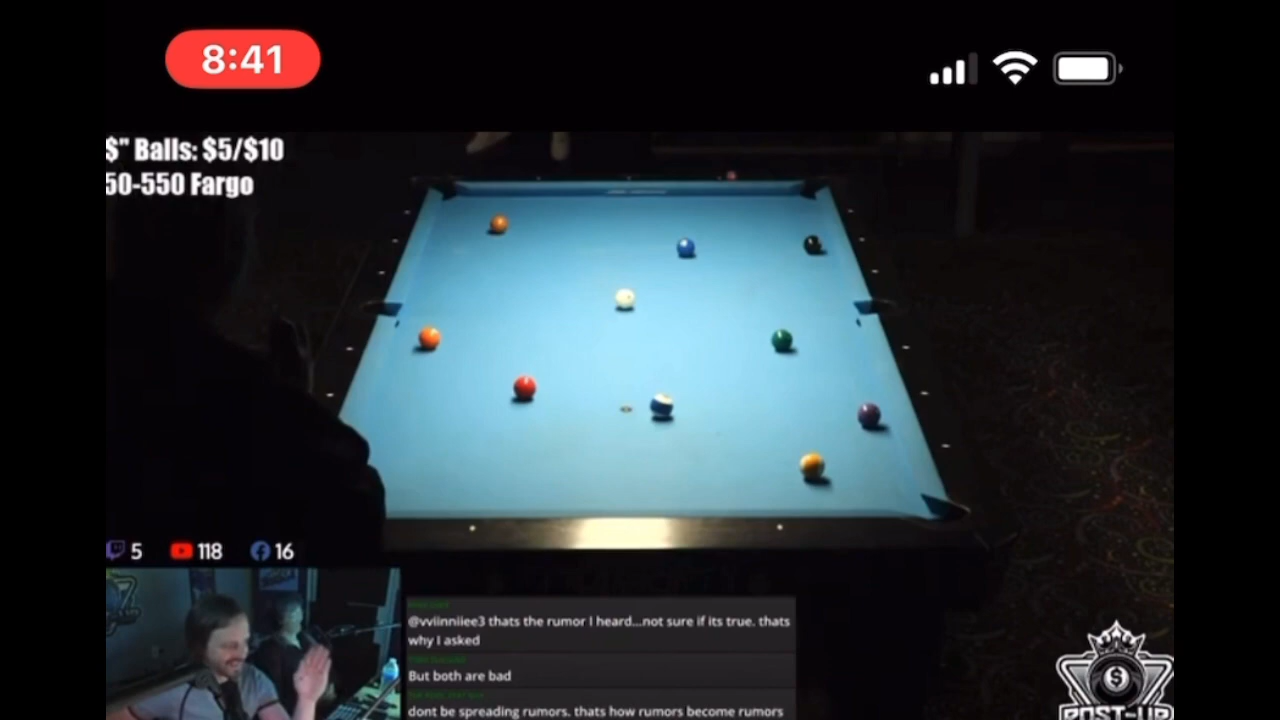 8:41
$" Balls: $5/$10
50-550 Fargo
5 118 16
@vviinniiee3 thats the rumor I heard...not sure if its true. thats
why I asked
But both are bad
dont be spreading rumors. thats how rumors become rumors
$
POST-UP